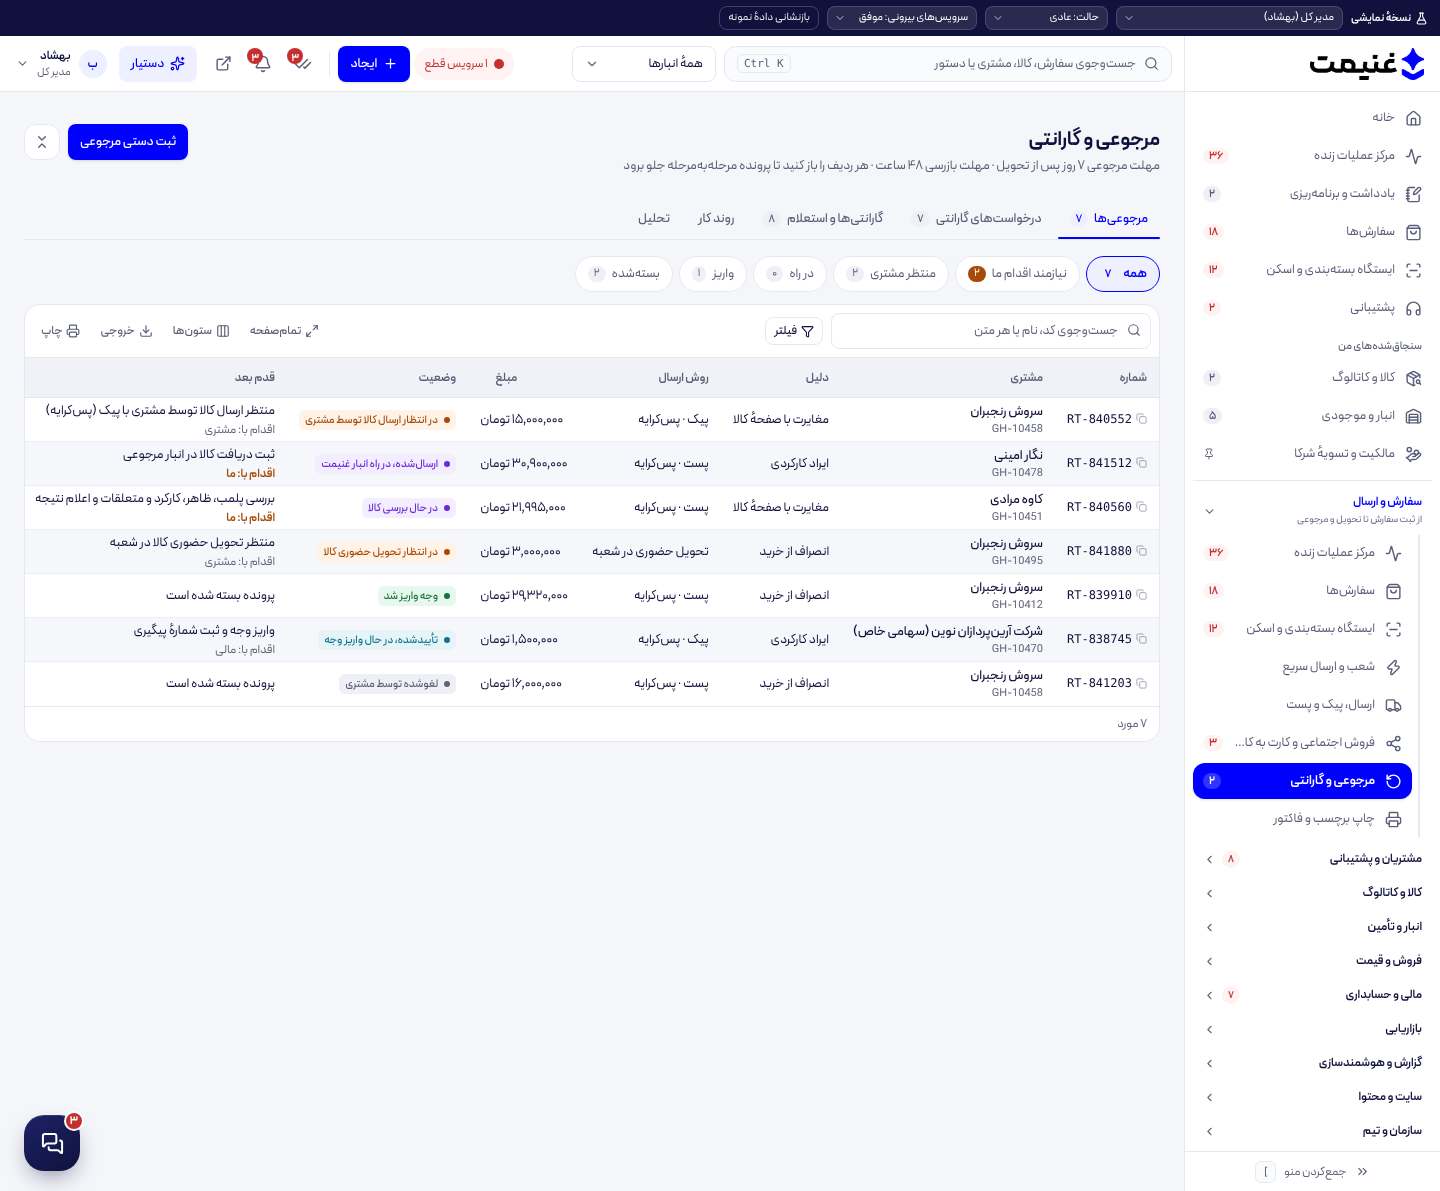 نسخهٔ نمایشی
مدیر کل (بهشاد)
حالت: عادی
سرویس‌های بیرونی: موفق
بازنشانی دادهٔ نمونه
غنیمت
جست‌وجوی سفارش، کالا، مشتری یا دستور
Ctrl K
همهٔ انبارها
۱ سرویس قطع
ایجاد
۳
۳
دستیار
ب
بهشاد
مدیر کل
خانه
مرکز عملیات زنده ۳۶
یادداشت و برنامه‌ریزی ۲
سفارش‌ها ۱۸
ایستگاه بسته‌بندی و اسکن ۱۲
پشتیبانی ۲
سنجاق‌شده‌های من
کالا و کاتالوگ ۲
انبار و موجودی ۵
مالکیت و تسویهٔ شرکا
سفارش و ارسال
از ثبت سفارش تا تحویل و مرجوعی
مرکز عملیات زنده ۳۶
سفارش‌ها ۱۸
ایستگاه بسته‌بندی و اسکن ۱۲
شعب و ارسال سریع
ارسال، پیک و پست
فروش اجتماعی و کارت به کا... ۳
مرجوعی و گارانتی ۲
چاپ برچسب و فاکتور
مشتریان و پشتیبانی ۸
کالا و کاتالوگ
انبار و تأمین
فروش و قیمت
مالی و حسابداری ۷
بازاریابی
گزارش و هوشمندسازی
سایت و محتوا
سازمان و تیم
جمع‌کردن منو [
مرجوعی و گارانتی
مهلت مرجوعی ۷ روز پس از تحویل · مهلت بازرسی ۴۸ ساعت · هر ردیف را باز کنید تا پرونده مرحله‌به‌مرحله جلو برود
ثبت دستی مرجوعی
مرجوعی‌ها ۷
درخواست‌های گارانتی ۷
گارانتی‌ها و استعلام ۸
روند کار
تحلیل
همه ۷
نیازمند اقدام ما ۲
منتظر مشتری ۲
در راه ۰
واریز ۱
بسته‌شده ۲
جست‌وجوی کد، نام یا هر متن
فیلتر
تمام‌صفحه
ستون‌ها
خروجی
چاپ
شماره مشتری دلیل روش ارسال مبلغ وضعیت قدم بعد
RT-840552 سروش رنجبران مغایرت با صفحهٔ کالا پیک · پس‌کرایه ۱۵,۰۰۰,۰۰۰ تومان در انتظار ارسال کالا توسط مشتری منتظر ارسال کالا توسط مشتری با پیک (پس‌کرایه)
GH-10458 اقدام با: مشتری
RT-841512 نگار امینی ایراد کارکردی پست · پس‌کرایه ۳۰,۹۰۰,۰۰۰ تومان ارسال‌شده، در راه انبار غنیمت ثبت دریافت کالا در انبار مرجوعی
GH-10478 اقدام با: ما
RT-840560 کاوه مرادی مغایرت با صفحهٔ کالا پست · پس‌کرایه ۲۱,۹۹۵,۰۰۰ تومان در حال بررسی کالا بررسی پلمب، ظاهر، کارکرد و متعلقات و اعلام نتیجه
GH-10451 اقدام با: ما
RT-841880 سروش رنجبران انصراف از خرید تحویل حضوری در شعبه ۳,۰۰۰,۰۰۰ تومان در انتظار تحویل حضوری کالا منتظر تحویل حضوری کالا در شعبه
GH-10495 اقدام با: مشتری
RT-839910 سروش رنجبران انصراف از خرید پست · پس‌کرایه ۲۹,۳۲۰,۰۰۰ تومان وجه واریز شد پرونده بسته شده است
GH-10412
RT-838745 شرکت آرین‌پردازان نوین (سهامی خاص) ایراد کارکردی پیک · پس‌کرایه ۱,۵۰۰,۰۰۰ تومان تأییدشده، در حال واریز وجه واریز وجه و ثبت شمارهٔ پیگیری
GH-10470 اقدام با: مالی
RT-841203 سروش رنجبران انصراف از خرید پست · پس‌کرایه ۱۶,۰۰۰,۰۰۰ تومان لغوشده توسط مشتری پرونده بسته شده است
GH-10458
۷ مورد
۳